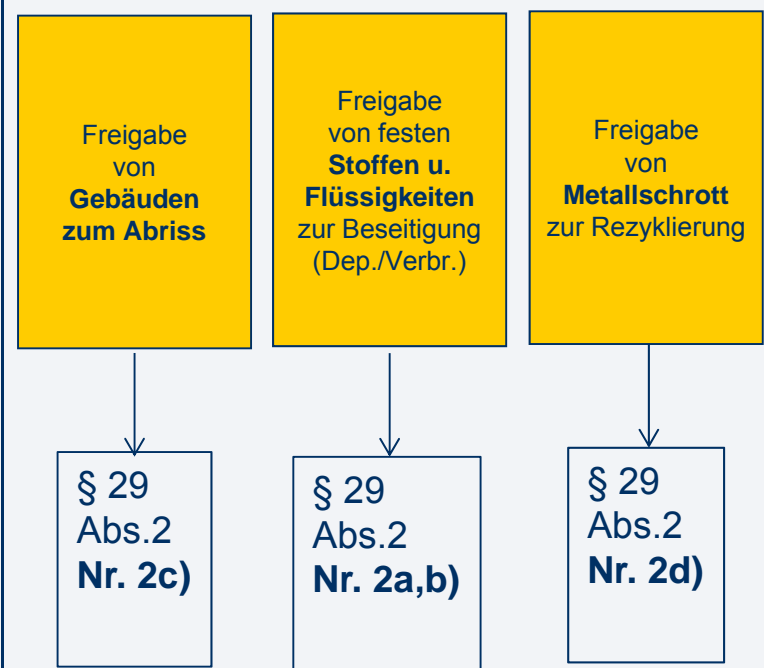 Freigabe
von
Gebäuden
zum Abriss
Freigabe
von festen
Stoffen u.
Flüssigkeiten
zur Beseitigung
(Dep./Verbr.)
Freigabe
von
Metallschrott
zur Rezyklierung
§ 29
Abs.2
Nr. 2c)
§ 29
Abs.2
Nr. 2a,b)
§ 29
Abs.2
Nr. 2d)